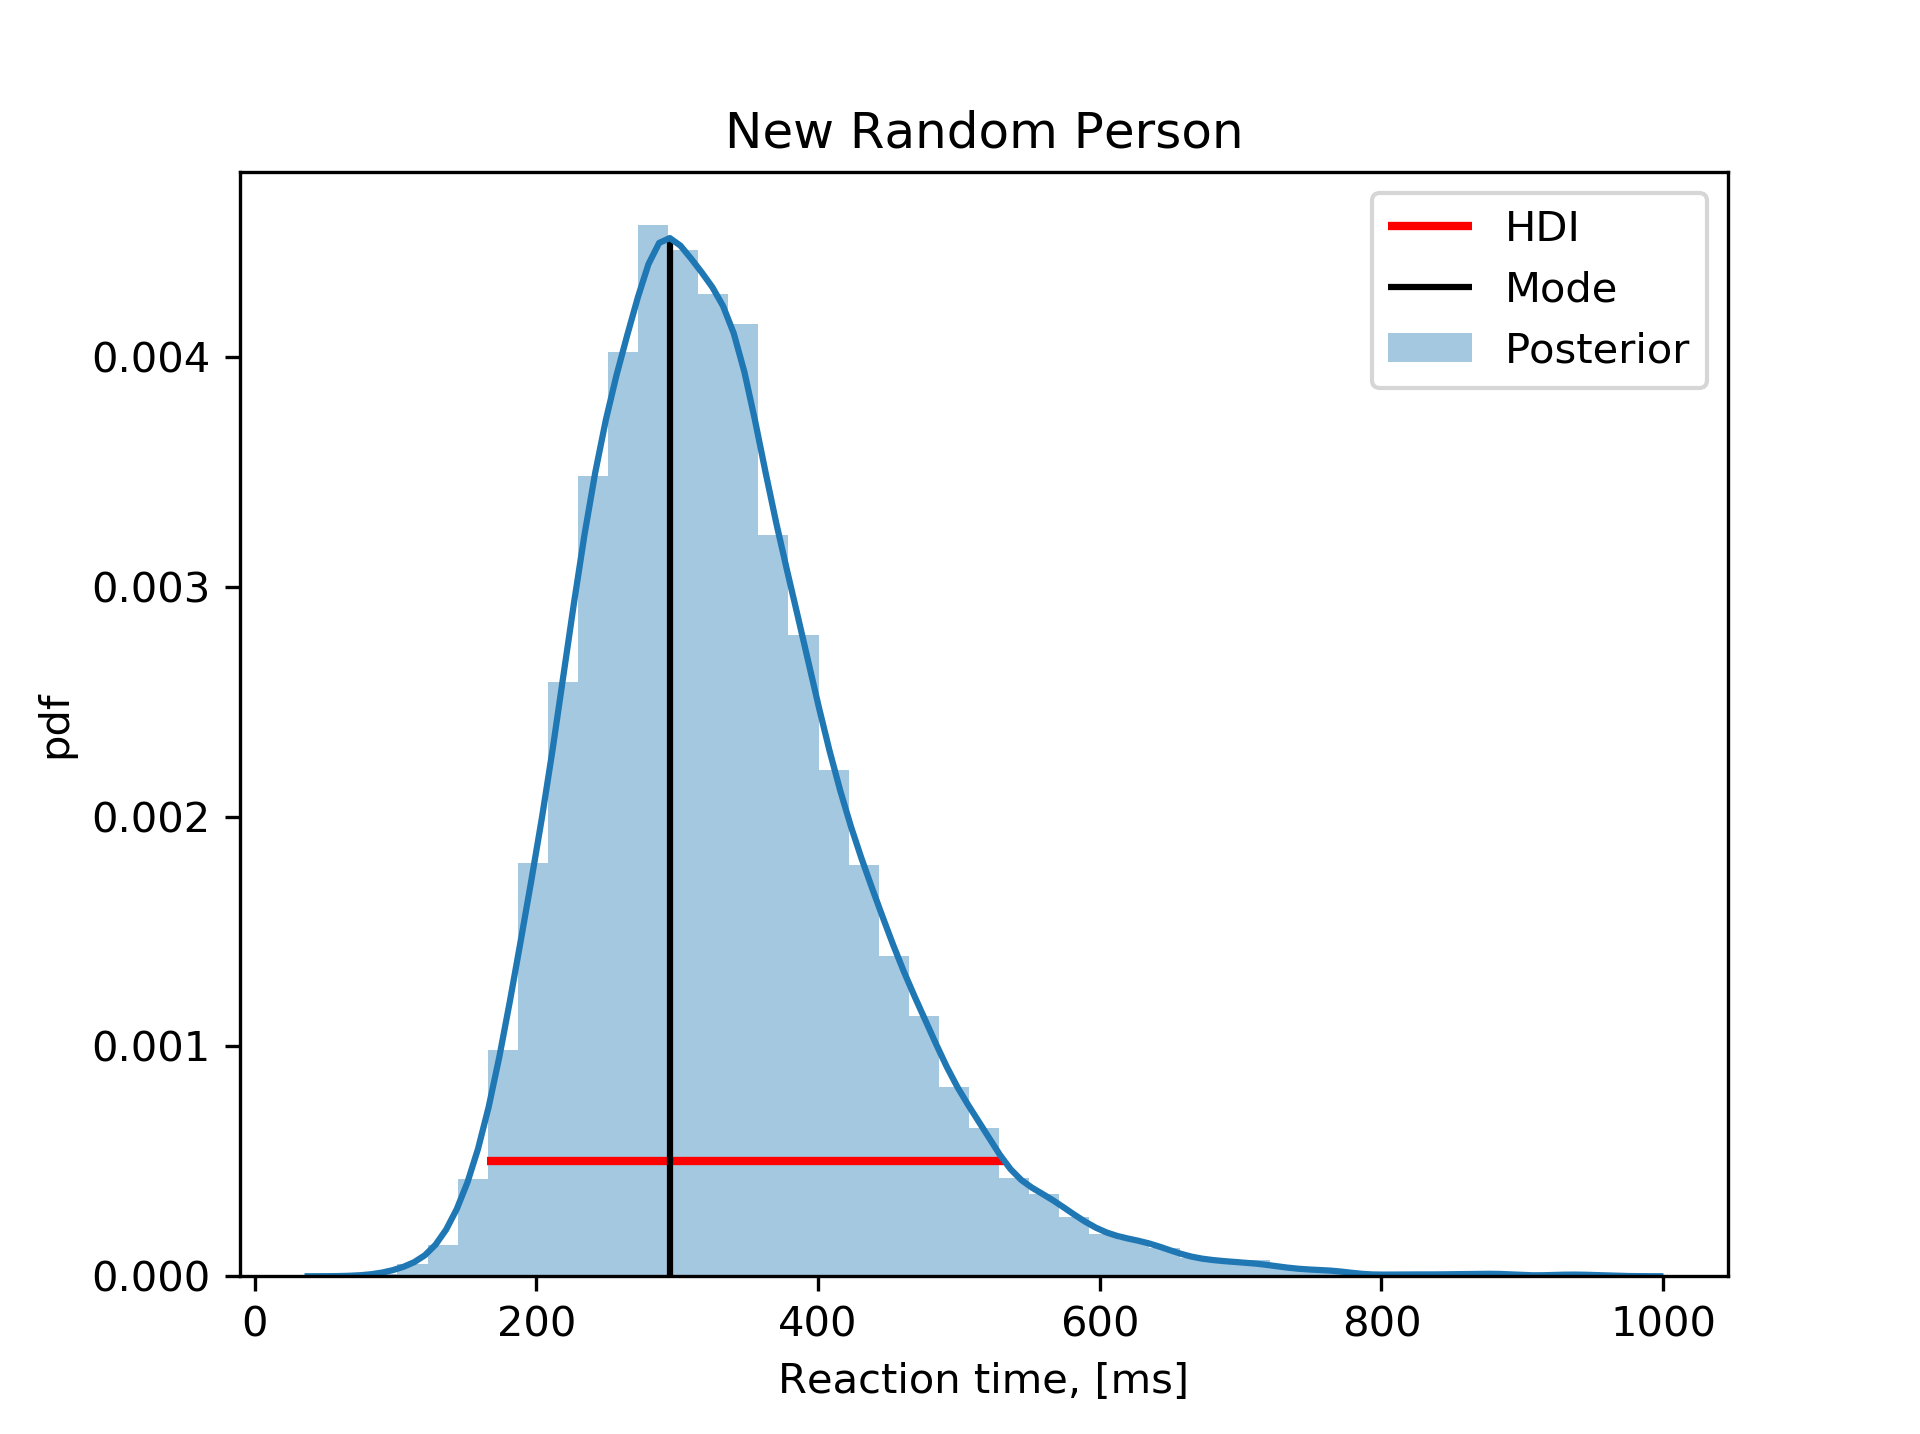 New Random Person
HDI
Mode
Posterior
0.004
0.003
0.002
0.001
0.000
pdf
0 200 400 600 800 1000
Reaction time, [ms]